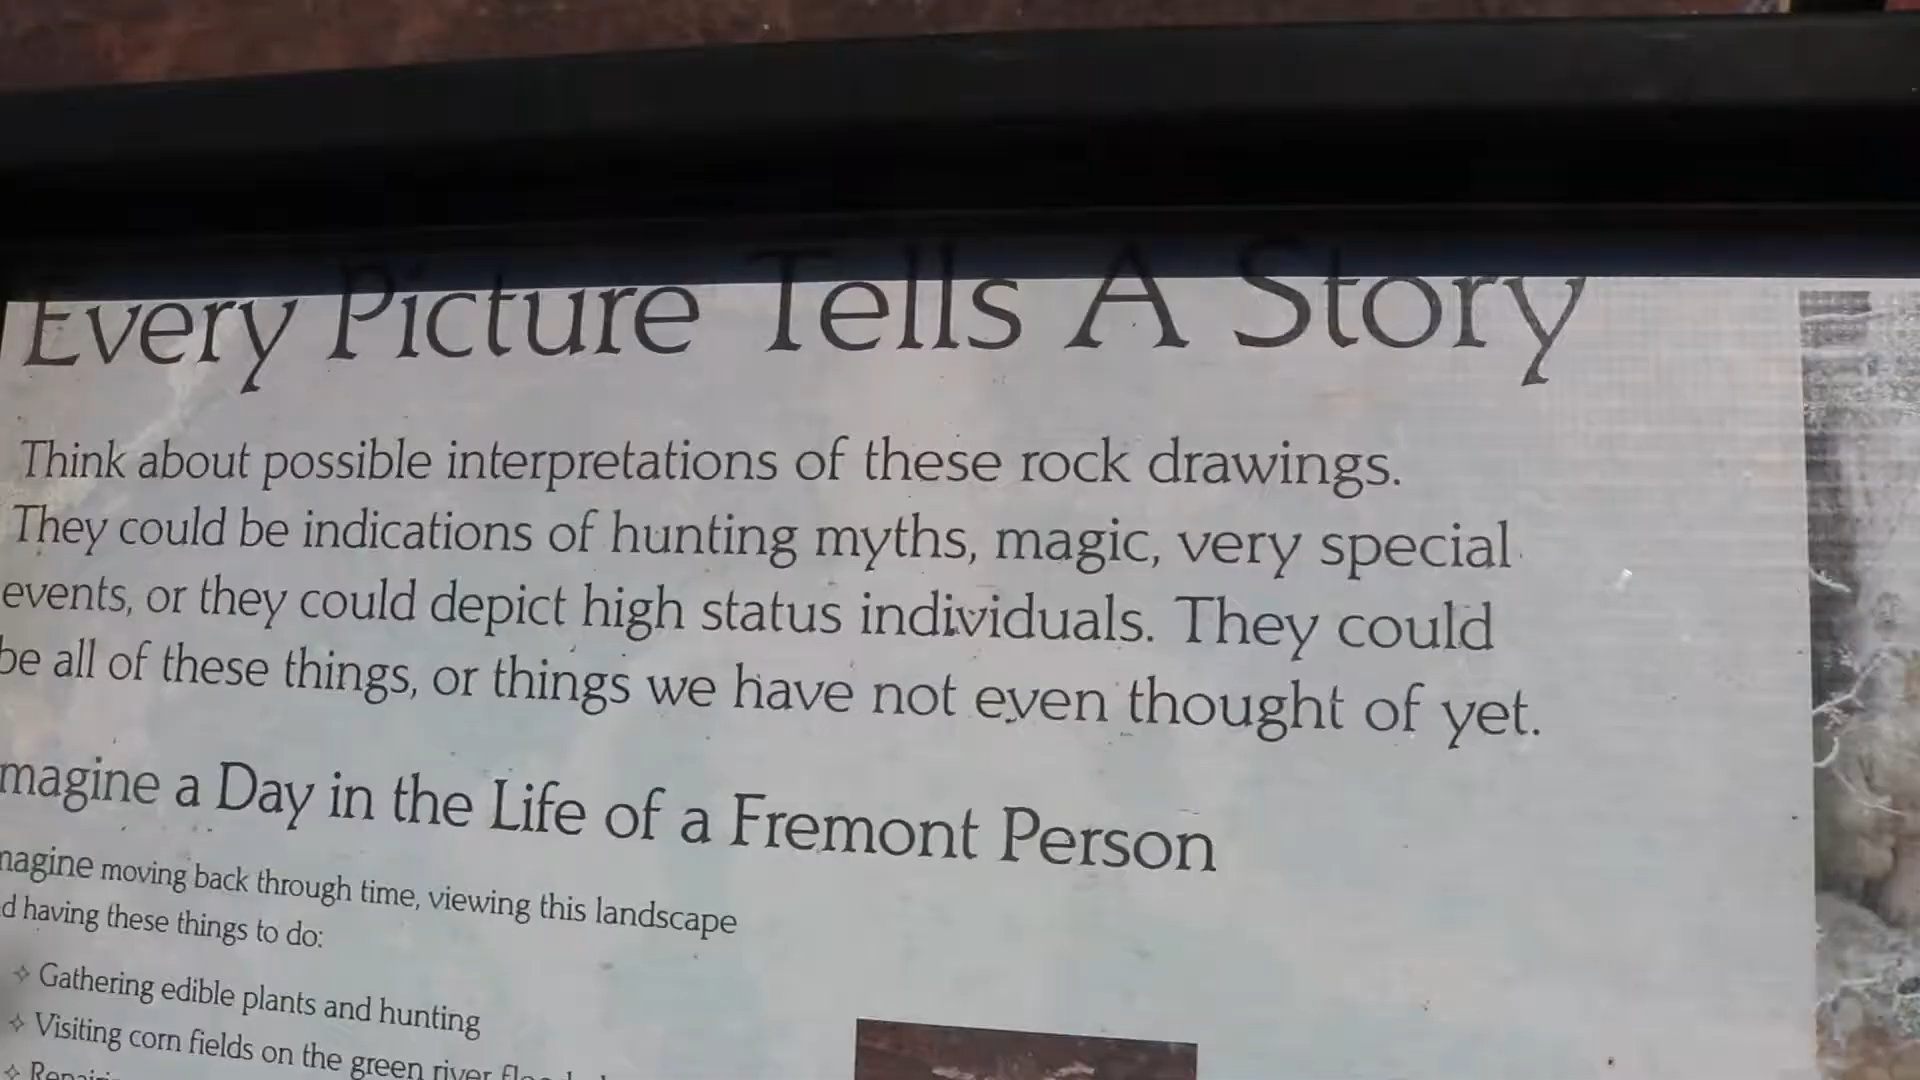 Every Picture Tells A Story
Think about possible interpretations of these rock drawings.
They could be indications of hunting myths, magic, very special
events, or they could depict high status individuals. They could
be all of these things, or things we have not even thought of yet.
magine a Day in the Life of a Fremont Person
magine moving back through time, viewing this landscape
d having these things to do:
✧ Gathering edible plants and hunting
✧ Visiting corn fields on the green river